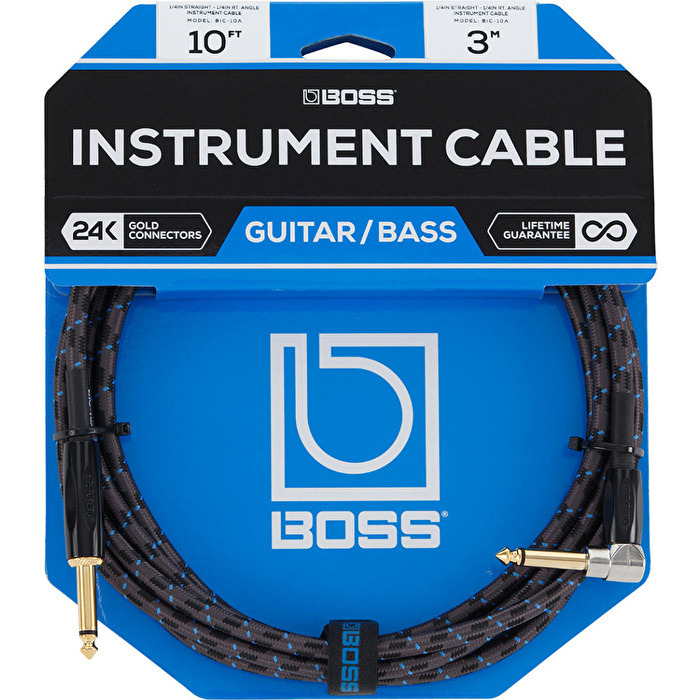 1/4IN STRAIGHT - 1/4IN RT. ANGLE
INSTRUMENT CABLE
MODEL: BIC-10A
10FT
1/4IN STRAIGHT - 1/4IN RT. ANGLE
INSTRUMENT CABLE
MODEL: BIC-10A
3M
BOSS
INSTRUMENT CABLE
24K
GOLD
CONNECTORS
GUITAR/BASS
LIFETIME
GUARANTEE
BOSS®
BOSS
BOSS